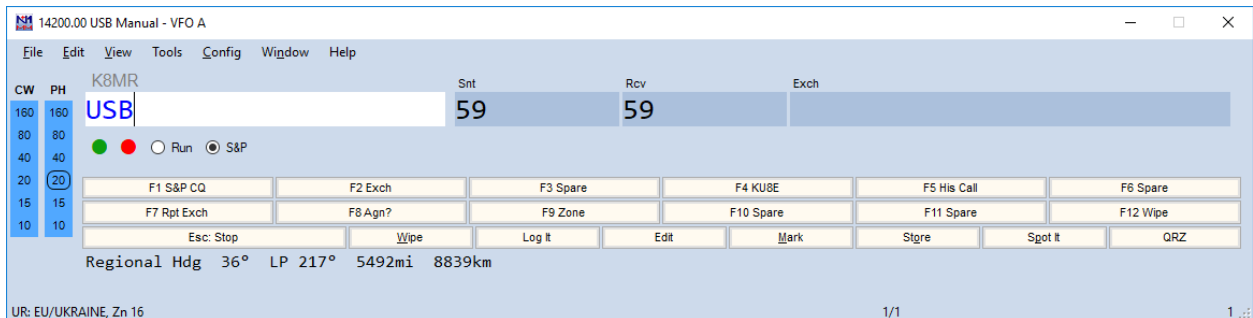 14200.00 USB Manual - VFO A
File Edit View Tools Config Window Help
CW PH K8MR Snt Rcv Exch
160 160 USB 59 59
80 80 Run S&P
40 40
20 20 F1 S&P CQ F2 Exch F3 Spare F4 KU8E F5 His Call F6 Spare
15 15 F7 Rpt Exch F8 Agn? F9 Zone F10 Spare F11 Spare F12 Wipe
10 10 Esc: Stop Wipe Log It Edit Mark Store Spot It QRZ
Regional Hdg 36° LP 217° 5492mi 8839km
UR: EU/UKRAINE, Zn 16 1/1 1